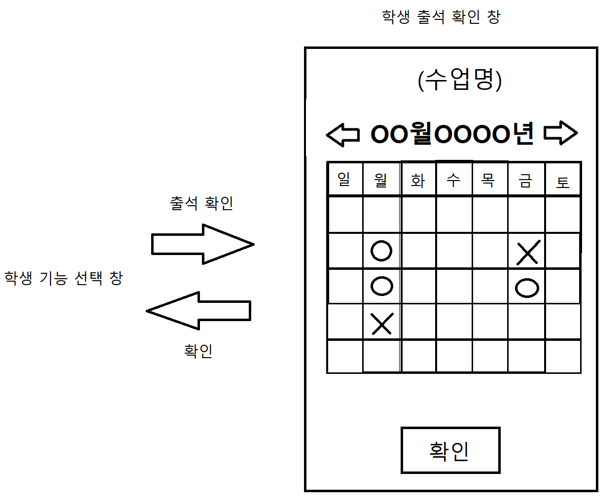 학생 출석 확인 창
(수업명)
OO월OOOO년
일 월 화 수 목 금 토
O X
O O
X
확인
출석 확인
학생 기능 선택 창
확인